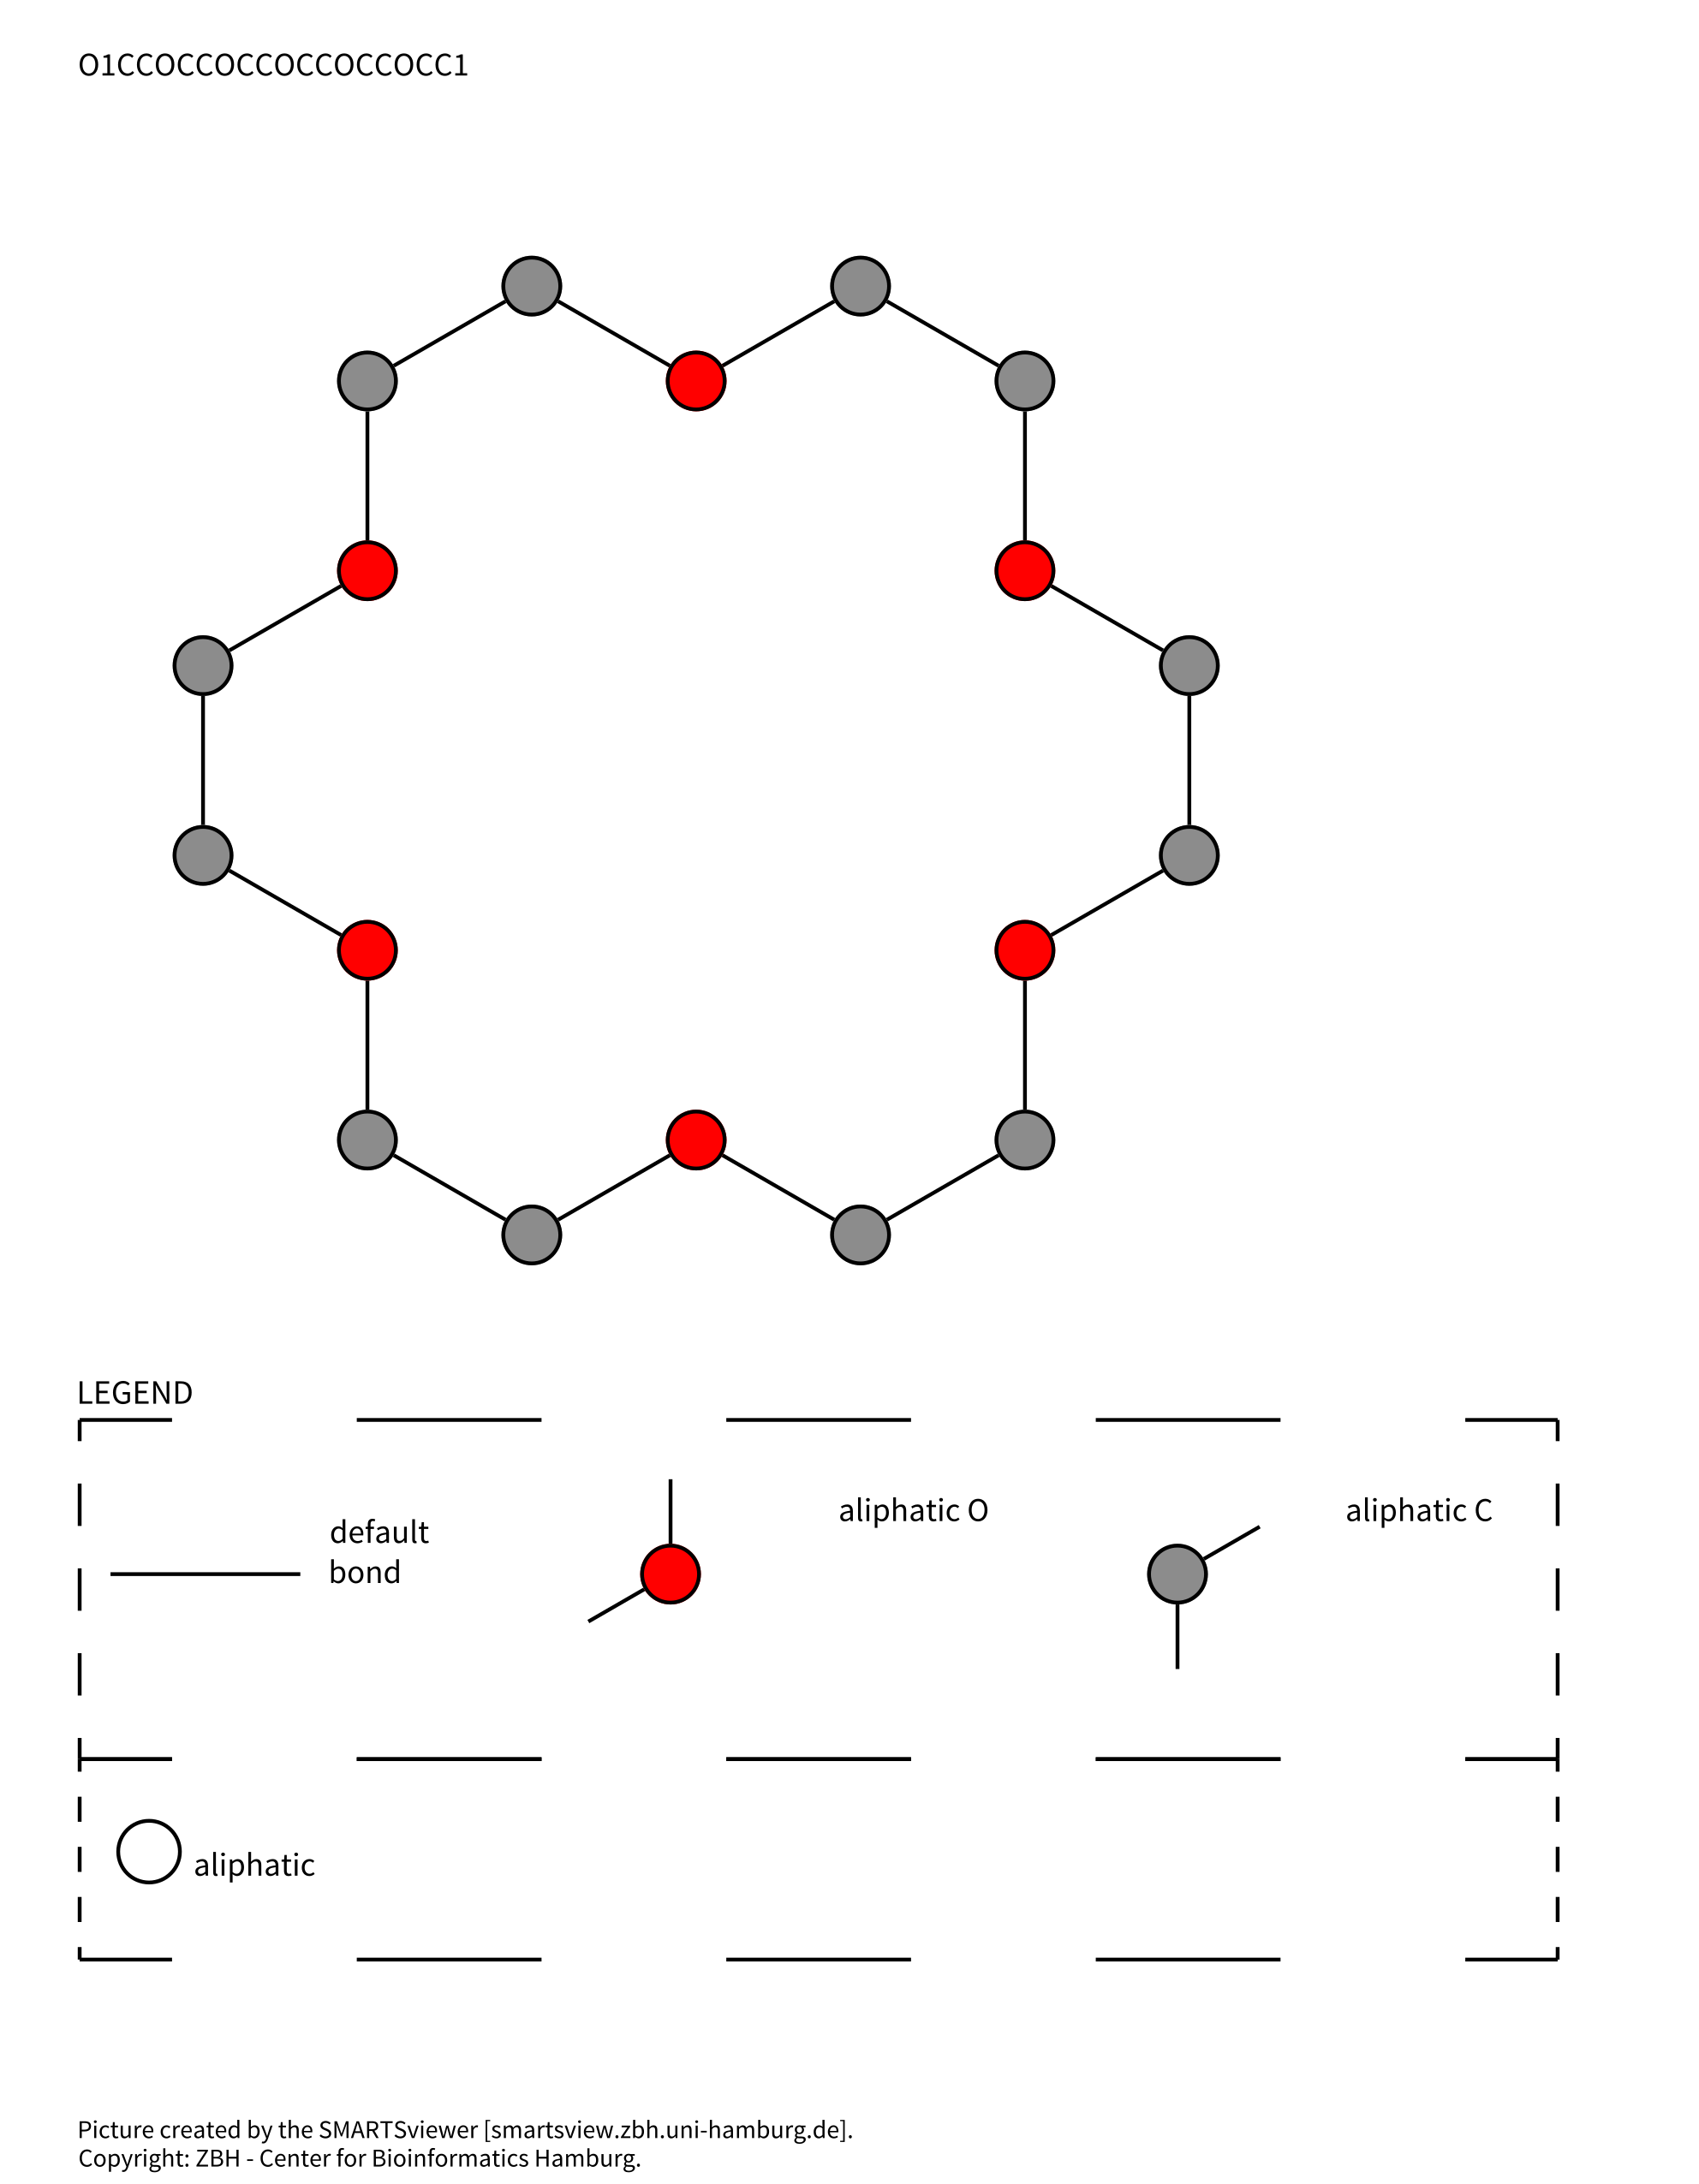 O1CCOCCOCCOCCOCCOCC1
LEGEND
default
bond
aliphatic O
aliphatic C
aliphatic
Picture created by the SMARTSviewer [smartsview.zbh.uni-hamburg.de].
Copyright: ZBH - Center for Bioinformatics Hamburg.